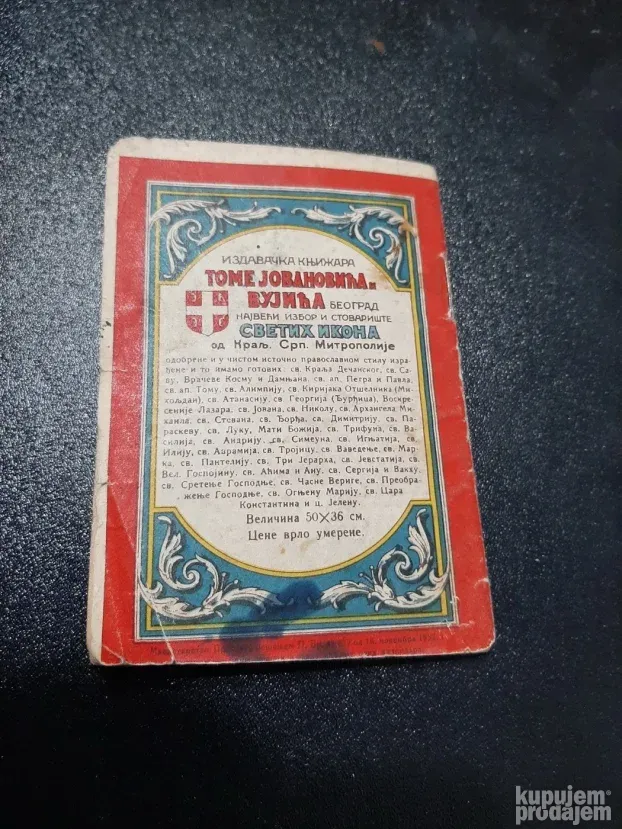 ИЗДАВАЧКА КЊИЖАРА
ТОМЕ ЈОВАНОВИЋА и
ВУЈИЋА БЕОГРАД
НАЈВЕЋИ ИЗБОР И СТОВАРИШТЕ
СВЕТИХ ИКОНА
од Краљ. Срп. Митрополије
одобрене и у чистом источно православном стилу изра-
ђене и то имамо готових: св. Краља Дечанског, св. Са-
ву, Врачеве Косму и Дамњана, св. ап. Петра и Павла,
св. ап. Тому, св. Алимпију, св. Киријака Отшелника (Ми-
хољдан), св. Атанасију, св. Георгија (Ђурђица), Воскре-
сеније Лазара, св. Јована, св. Николу, св. Архангела Ми-
хаила, св. Стевана, св. Ђорђа, св. Димитрију, св. Па-
раскеву, св. Луку, Мати Божија, св. Трифуна, св. Ва-
силија, св. Андрију, св. Симеуна, св. Игњатија, св.
Илију, св. Аврамија, св. Тројицу, св. Ваведење, св. Мар-
ка, св. Пантелију, св. Три Јерарха, св. Јевстатија, св.
Вел. Госпојину, св. Аћима и Ану, св. Сергија и Вакху,
св. Сретење Господње, св. Часне Вериге, св. Преобра-
жење Господње, св. Огњену Марију, св. Цара
Константина и ц. Јелену.
Величина 50X36 см.
Цене врло умерене.
kupujem
prodajem